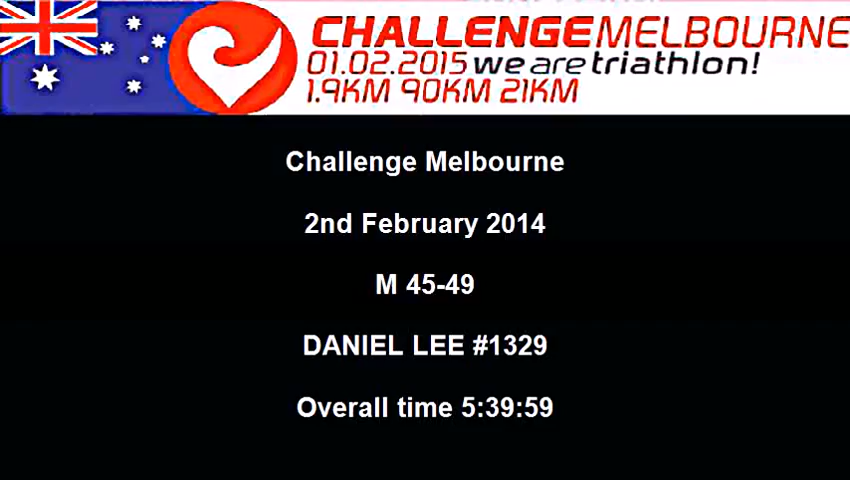 CHALLENGEMELBOURNE
01.02.2015 we are triathlon!
1.9KM 90KM 21KM
Challenge Melbourne
2nd February 2014
M 45-49
DANIEL LEE #1329
Overall time 5:39:59